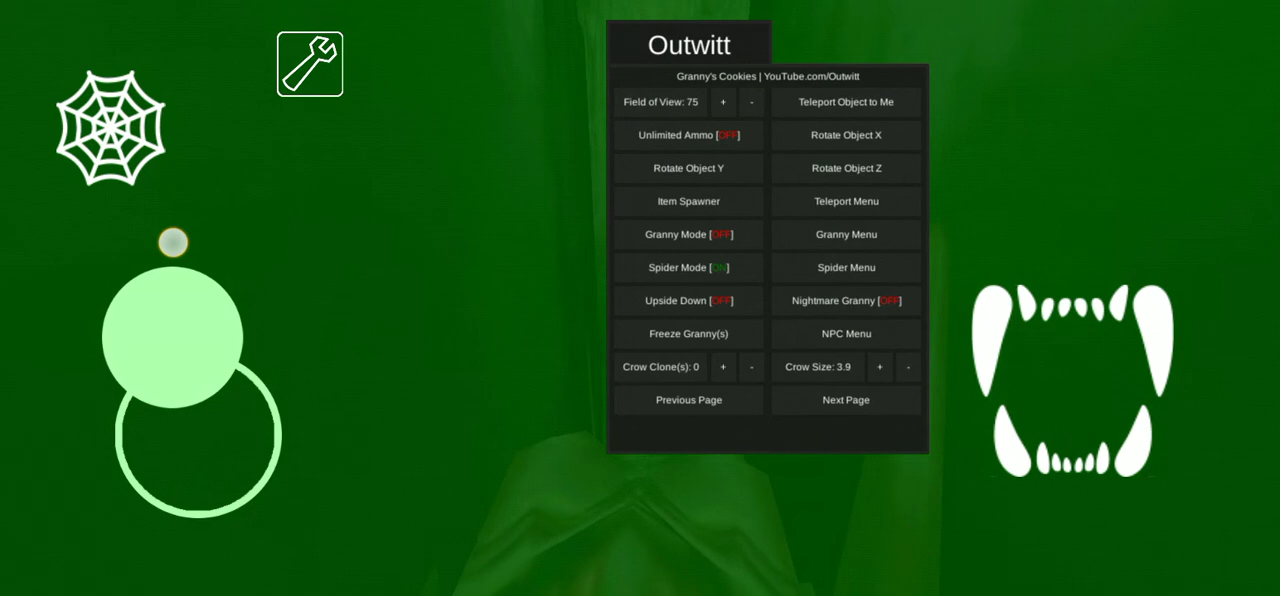 Outwitt
Granny's Cookies | YouTube.com/Outwitt
Field of View: 75 + - Teleport Object to Me
Unlimited Ammo [OFF] Rotate Object X
Rotate Object Y Rotate Object Z
Item Spawner Teleport Menu
Granny Mode [OFF] Granny Menu
Spider Mode [ON] Spider Menu
Upside Down [OFF] Nightmare Granny [OFF]
Freeze Granny(s) NPC Menu
Crow Clone(s): 0 + - Crow Size: 3.9 + -
Previous Page Next Page